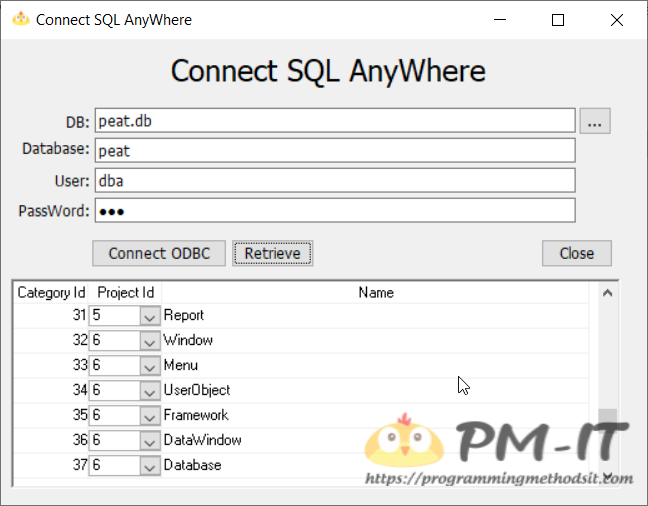 Connect SQL AnyWhere
Connect SQL AnyWhere
DB: peat.db ...
Database: peat
User: dba
PassWord: ●●●
Connect ODBC Retrieve Close
Category Id Project Id Name
31 5 Report
32 6 Window
33 6 Menu
34 6 UserObject
35 6 Framework
36 6 DataWindow
37 6 Database
PM-IT
https://programmingmethodsit.com